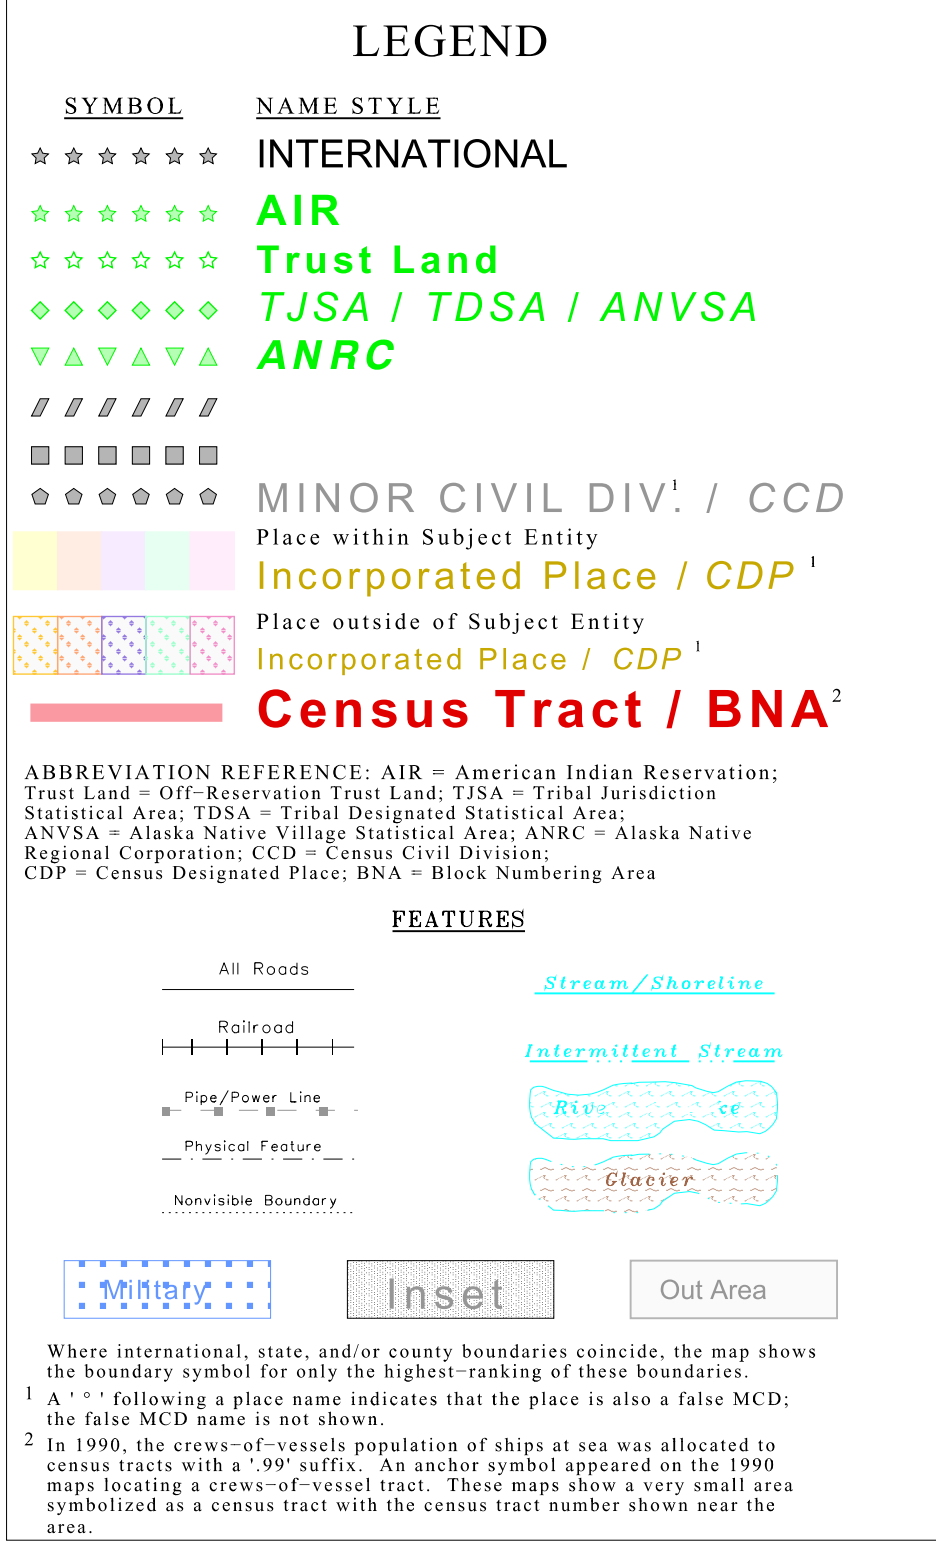 LEGEND
SYMBOL NAME STYLE
INTERNATIONAL
AIR
Trust Land
TJSA / TDSA / ANVSA
ANRC
MINOR CIVIL DIV.¹ / CCD
Place within Subject Entity
Incorporated Place / CDP ¹
Place outside of Subject Entity
Incorporated Place / CDP ¹
Census Tract / BNA²
ABBREVIATION REFERENCE: AIR = American Indian Reservation;
Trust Land = Off−Reservation Trust Land; TJSA = Tribal Jurisdiction
Statistical Area; TDSA = Tribal Designated Statistical Area;
ANVSA = Alaska Native Village Statistical Area; ANRC = Alaska Native
Regional Corporation; CCD = Census Civil Division;
CDP = Census Designated Place; BNA = Block Numbering Area
FEATURES
All Roads
Railroad
Pipe/Power Line
Physical Feature
Nonvisible Boundary
Stream/Shoreline
Intermittent Stream
Glacier
Military Inset Out Area
Where international, state, and/or county boundaries coincide, the map shows
the boundary symbol for only the highest−ranking of these boundaries.
1 A ' ° ' following a place name indicates that the place is also a false MCD;
the false MCD name is not shown.
2 In 1990, the crews−of−vessels population of ships at sea was allocated to
census tracts with a '.99' suffix. An anchor symbol appeared on the 1990
maps locating a crews−of−vessel tract. These maps show a very small area
symbolized as a census tract with the census tract number shown near the
area.